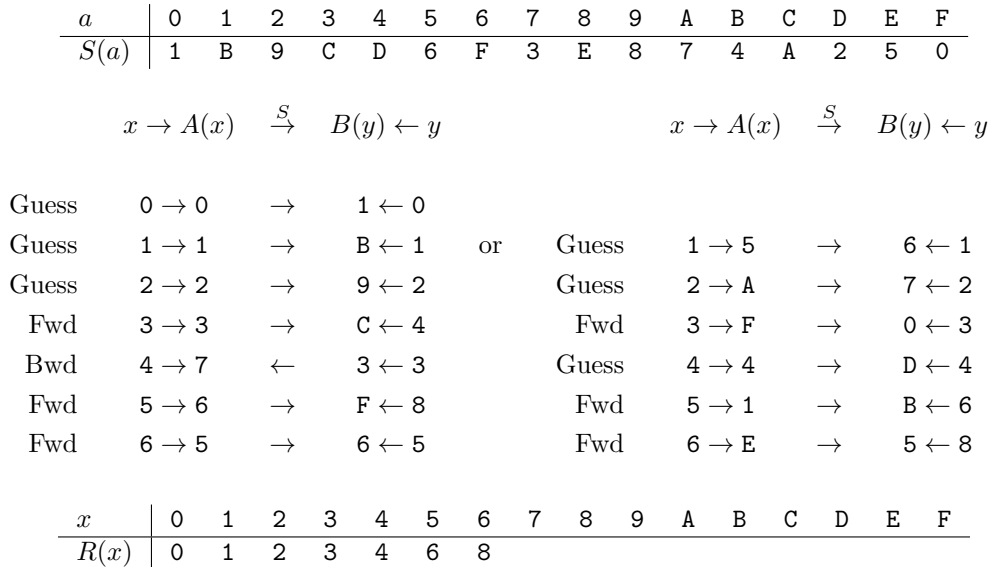 a 0 1 2 3 4 5 6 7 8 9 A B C D E F
S(a) 1 B 9 C D 6 F 3 E 8 7 4 A 2 5 0
x → A(x) S→ B(y) ← y x → A(x) S→ B(y) ← y
Guess 0 → 0 → 1 ← 0
Guess 1 → 1 → B ← 1 or Guess 1 → 5 → 6 ← 1
Guess 2 → 2 → 9 ← 2 Guess 2 → A → 7 ← 2
Fwd 3 → 3 → C ← 4 Fwd 3 → F → 0 ← 3
Bwd 4 → 7 ← 3 ← 3 Guess 4 → 4 → D ← 4
Fwd 5 → 6 → F ← 8 Fwd 5 → 1 → B ← 6
Fwd 6 → 5 → 6 ← 5 Fwd 6 → E → 5 ← 8
x 0 1 2 3 4 5 6 7 8 9 A B C D E F
R(x) 0 1 2 3 4 6 8